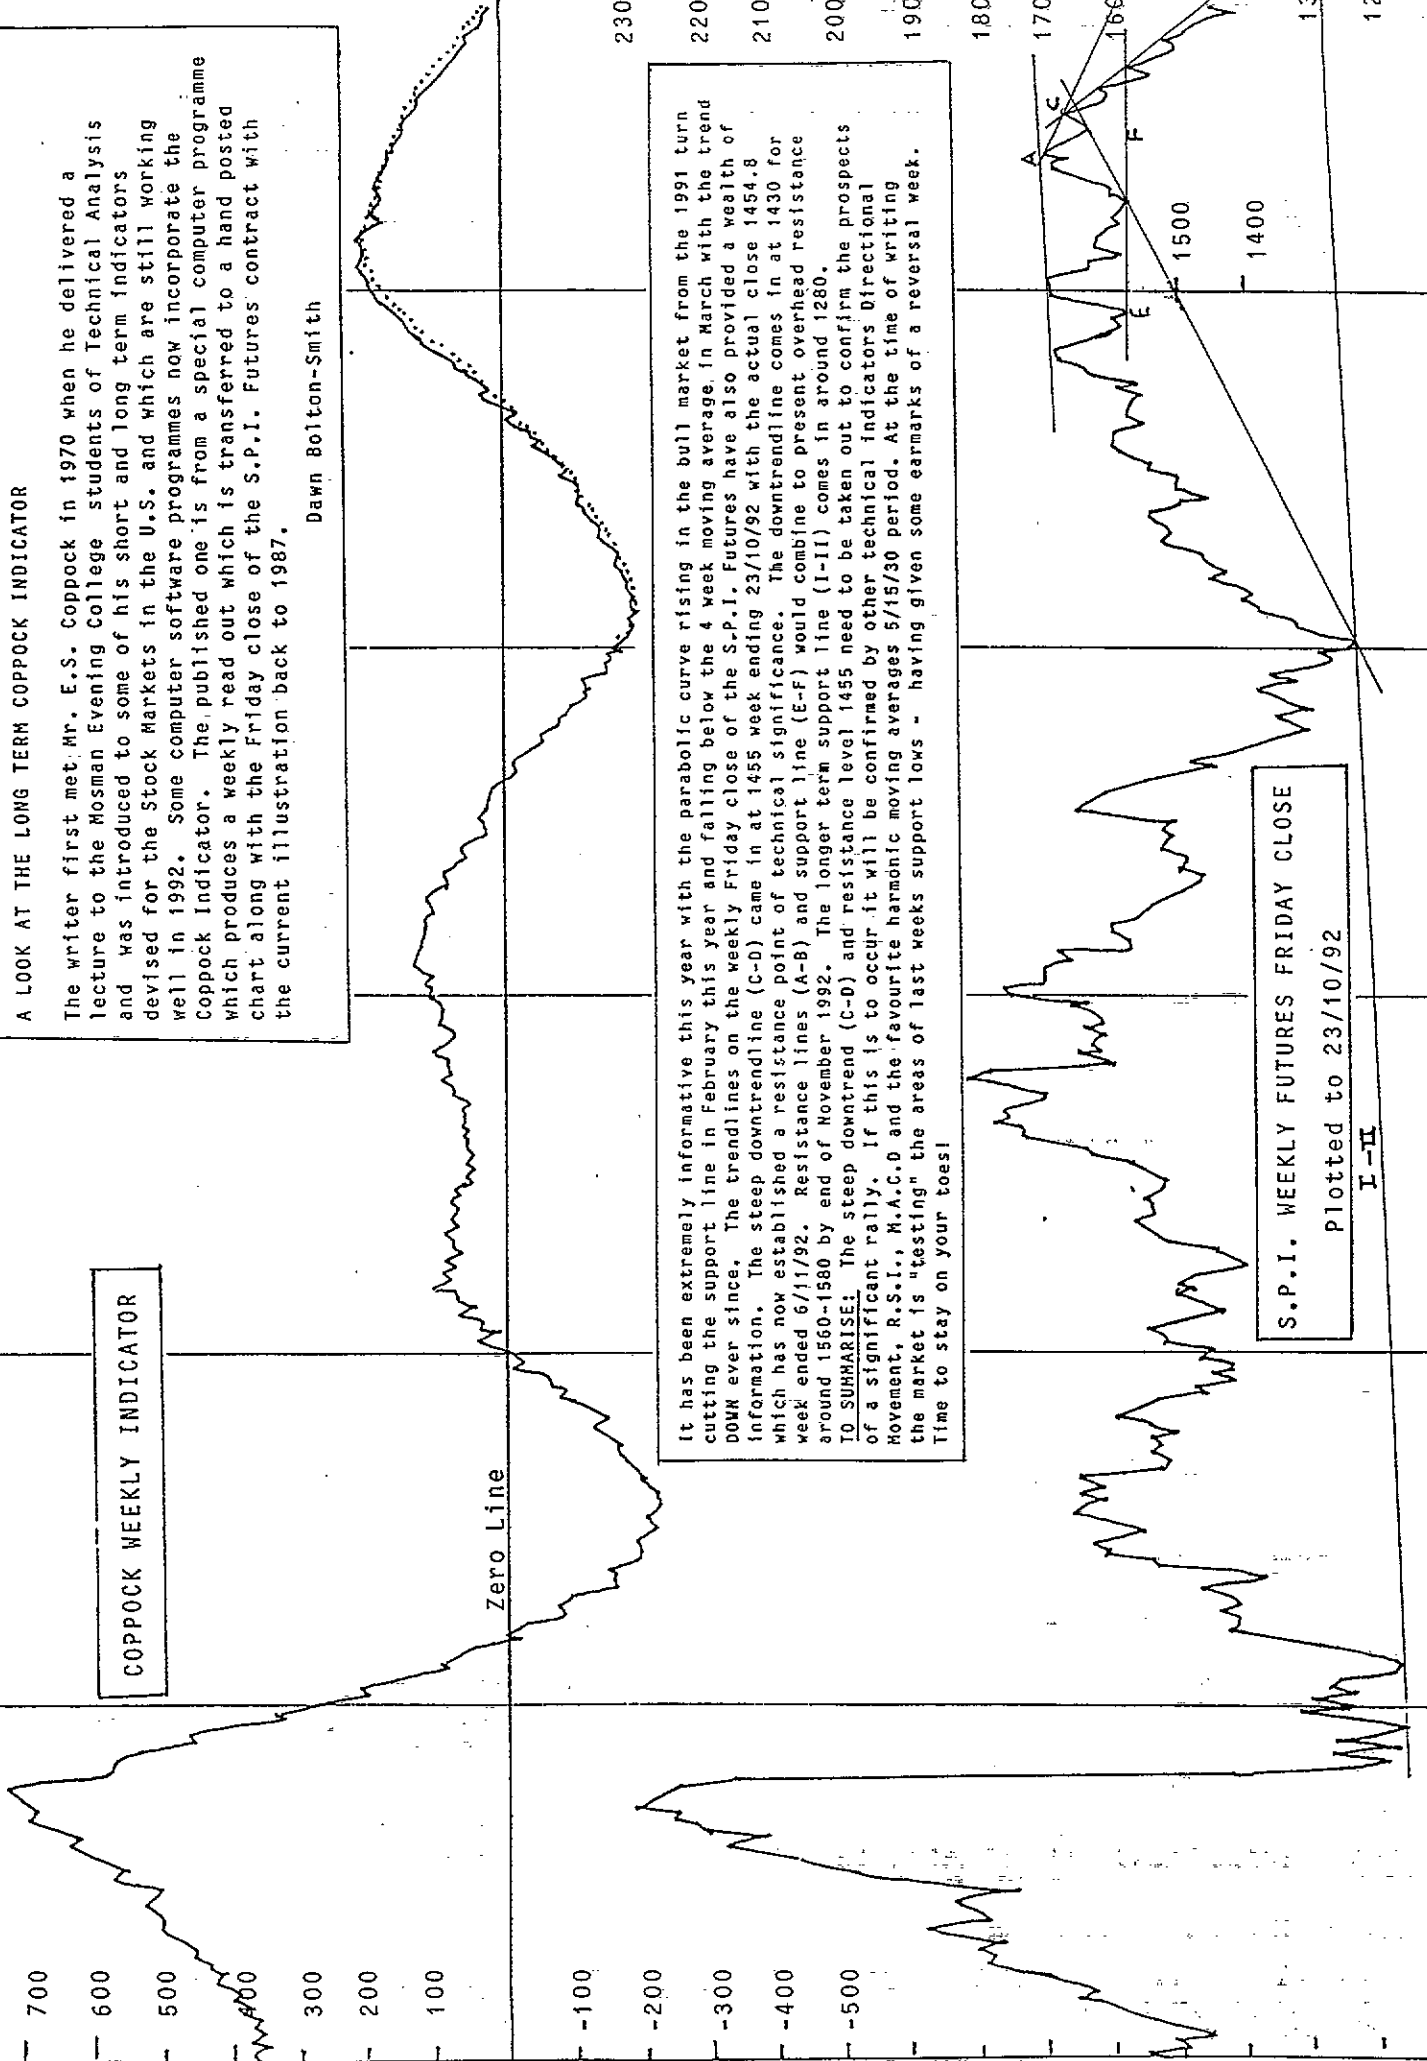 A LOOK AT THE LONG TERM COPPOCK INDICATOR
The writer first met Mr. E.S. Coppock in 1970 when he delivered a
lecture to the Mosman Evening College students of Technical Analysis
and was introduced to some of his short and long term indicators
devised for the Stock Markets in the U.S. and which are still working
well in 1992. Some computer software programmes now incorporate the
Coppock Indicator. The published one is from a special computer programme
which produces a weekly read out which is transferred to a hand posted
chart along with the Friday close of the S.P.I. Futures contract with
the current illustration back to 1987.
Dawn Bolton-Smith
COPPOCK WEEKLY INDICATOR
700
600
500
400
300
200
100
Zero Line
-100
-200
-300
-400
-500
It has been extremely informative this year with the parabolic curve rising in the bull market from the 1991 turn
cutting the support line in February this year and falling below the 4 week moving average in March with the trend
DOWN ever since. The trendlines on the weekly Friday close of the S.P.I. Futures have also provided a wealth of
information. The steep downtrendline (C-D) came in at 1455 week ending 23/10/92 with the actual close 1454.8
which has now established a resistance point of technical significance. The downtrendline comes in at 1430 for
week ended 6/11/92. Resistance lines (A-B) and support line (E-F) would combine to present overhead resistance
around 1560-1580 by end of November 1992. The longer term support line (I-II) comes in around 1280.
TO SUMMARISE: The steep downtrend (C-D) and resistance level 1455 need to be taken out to confirm the prospects
of a significant rally. If this is to occur it will be confirmed by other technical indicators Directional
Movement, R.S.I., M.A.C.D and the favourite harmonic moving averages 5/15/30 period. At the time of writing
the market is "testing" the areas of last weeks support lows - having given some earmarks of a reversal week.
Time to stay on your toes!
230
220
210
200
190
180
170
160
1500
1400
13
12
A
C
E
F
S.P.I. WEEKLY FUTURES FRIDAY CLOSE
Plotted to 23/10/92
I-II